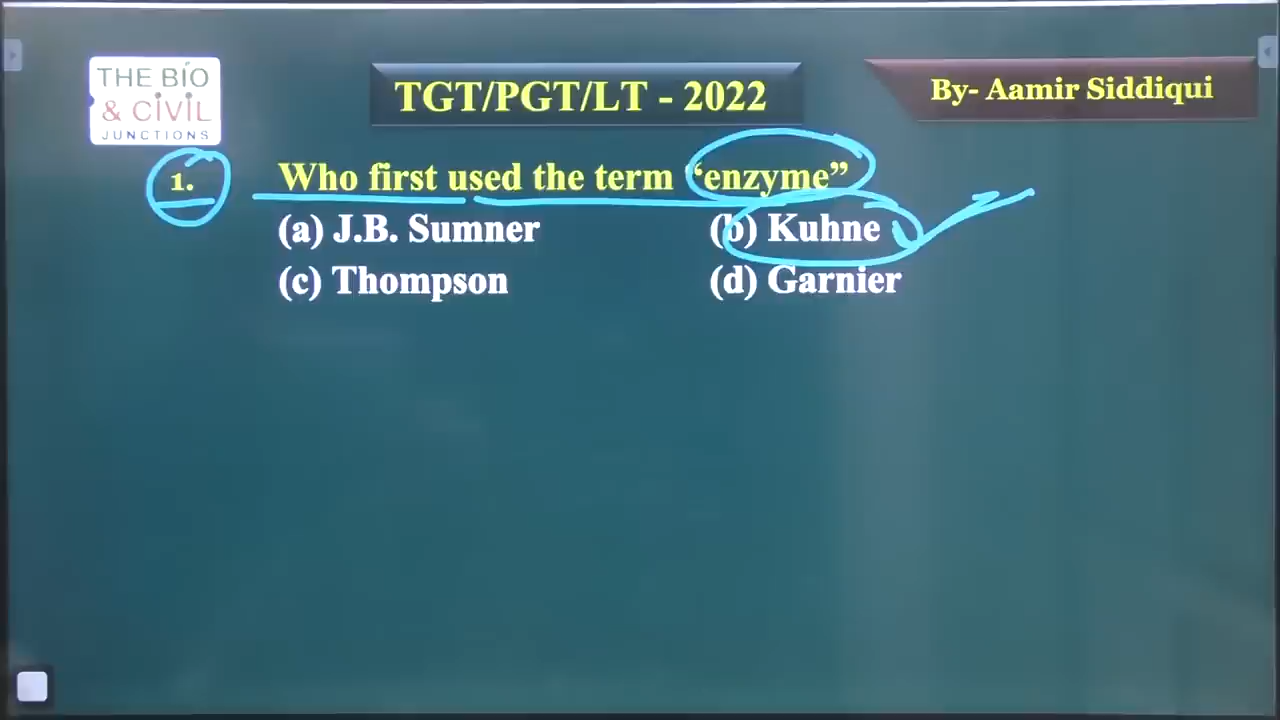 THE BIO
& CIVIL
JUNCTIONS
TGT/PGT/LT - 2022
By- Aamir Siddiqui
1. Who first used the term “enzyme”
(a) J.B. Sumner (b) Kuhne
(c) Thompson (d) Garnier